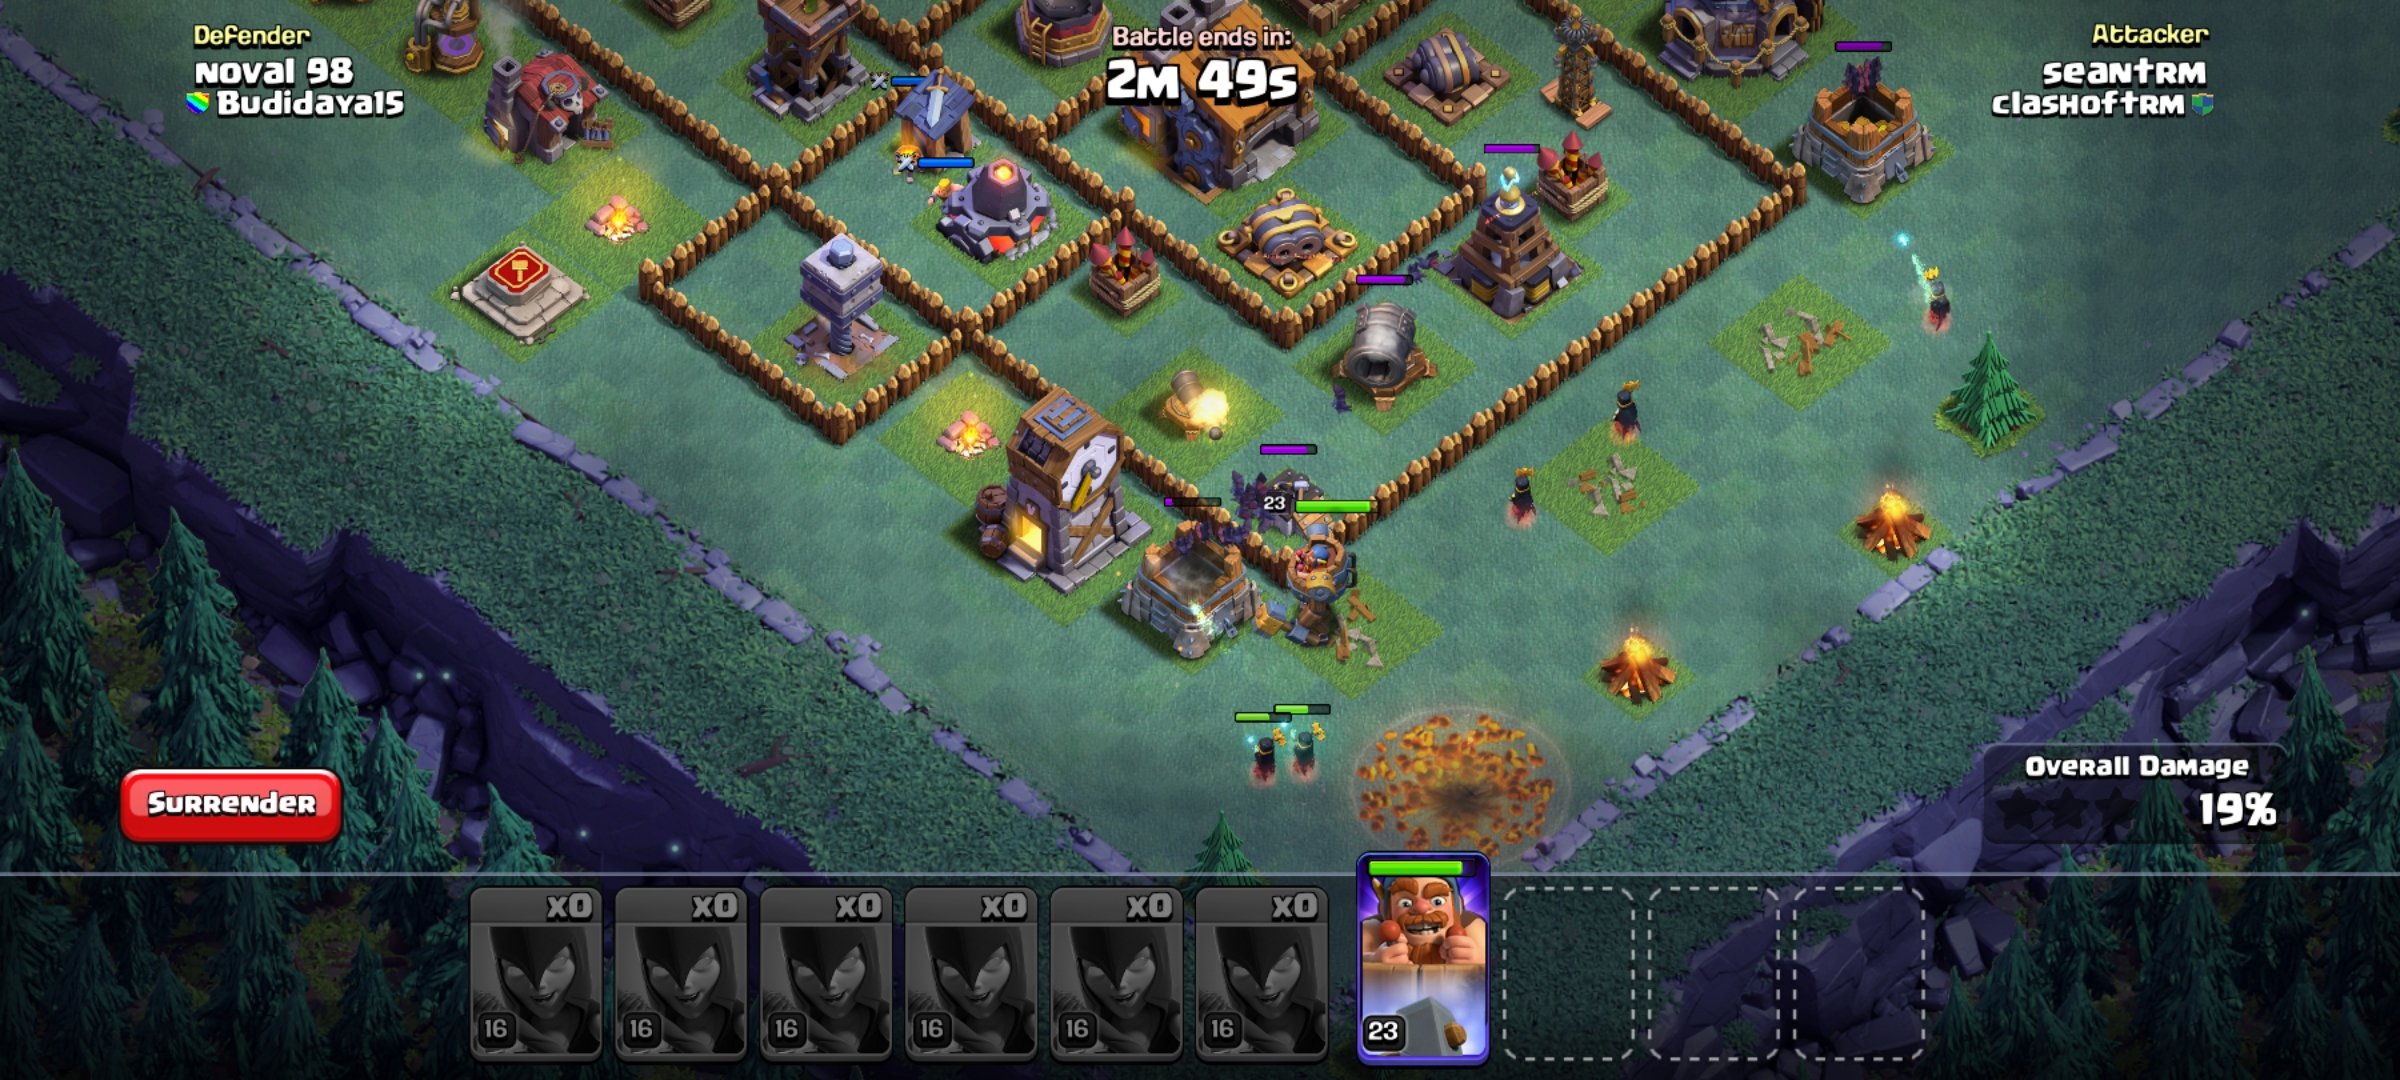 Defender
noval 98
Budidaya15
Battle ends in:
2M 49s
Attacker
seantRM
clashoftRM
23
Surrender
Overall Damage
19%
x0
x0
x0
x0
x0
x0
16
16
16
16
16
16
23